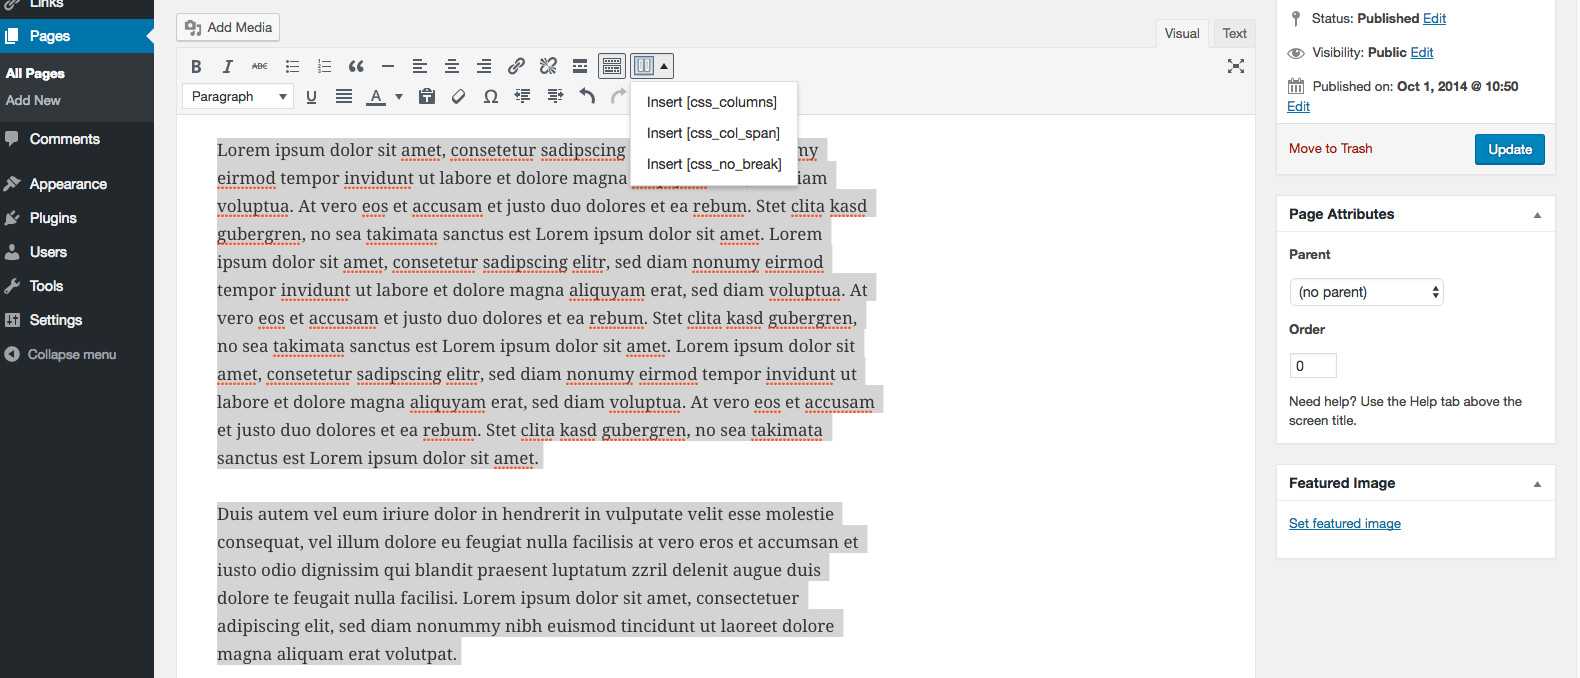 Links
Pages
All Pages
Add New
Comments
Appearance
Plugins
Users
Tools
Settings
Collapse menu
Add Media
Visual Text
B I ABC
Paragraph U A Ω
Insert [css_columns]
Insert [css_col_span]
Insert [css_no_break]
Lorem ipsum dolor sit amet, consetetur sadipscing my
eirmod tempor invidunt ut labore et dolore magna iam
voluptua. At vero eos et accusam et justo duo dolores et ea rebum. Stet clita kasd
gubergren, no sea takimata sanctus est Lorem ipsum dolor sit amet. Lorem
ipsum dolor sit amet, consetetur sadipscing elitr, sed diam nonumy eirmod
tempor invidunt ut labore et dolore magna aliquyam erat, sed diam voluptua. At
vero eos et accusam et justo duo dolores et ea rebum. Stet clita kasd gubergren,
no sea takimata sanctus est Lorem ipsum dolor sit amet. Lorem ipsum dolor sit
amet, consetetur sadipscing elitr, sed diam nonumy eirmod tempor invidunt ut
labore et dolore magna aliquyam erat, sed diam voluptua. At vero eos et accusam
et justo duo dolores et ea rebum. Stet clita kasd gubergren, no sea takimata
sanctus est Lorem ipsum dolor sit amet.
Duis autem vel eum iriure dolor in hendrerit in vulputate velit esse molestie
consequat, vel illum dolore eu feugiat nulla facilisis at vero eros et accumsan et
iusto odio dignissim qui blandit praesent luptatum zzril delenit augue duis
dolore te feugait nulla facilisi. Lorem ipsum dolor sit amet, consectetuer
adipiscing elit, sed diam nonummy nibh euismod tincidunt ut laoreet dolore
magna aliquam erat volutpat.
Status: Published Edit
Visibility: Public Edit
Published on: Oct 1, 2014 @ 10:50
Edit
Move to Trash
Update
Page Attributes
Parent
(no parent)
Order
0
Need help? Use the Help tab above the
screen title.
Featured Image
Set featured image